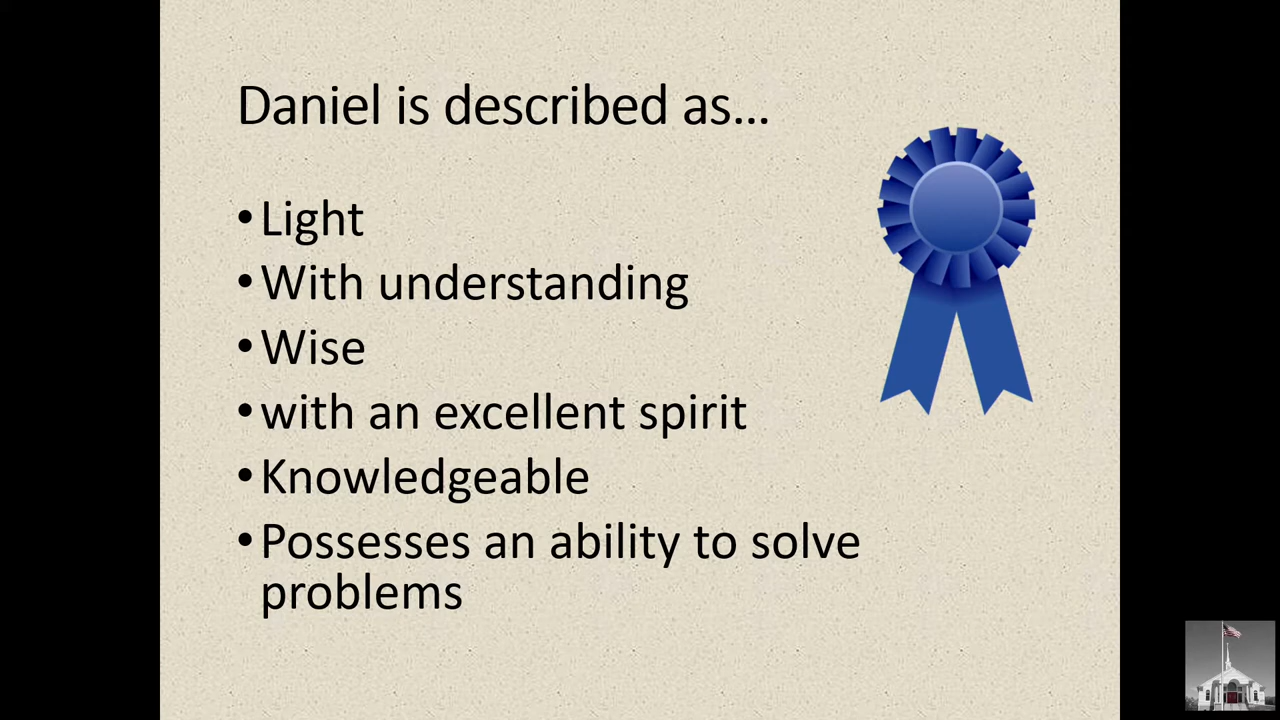 Daniel is described as...
•Light
•With understanding
•Wise
•with an excellent spirit
•Knowledgeable
•Possesses an ability to solve
problems